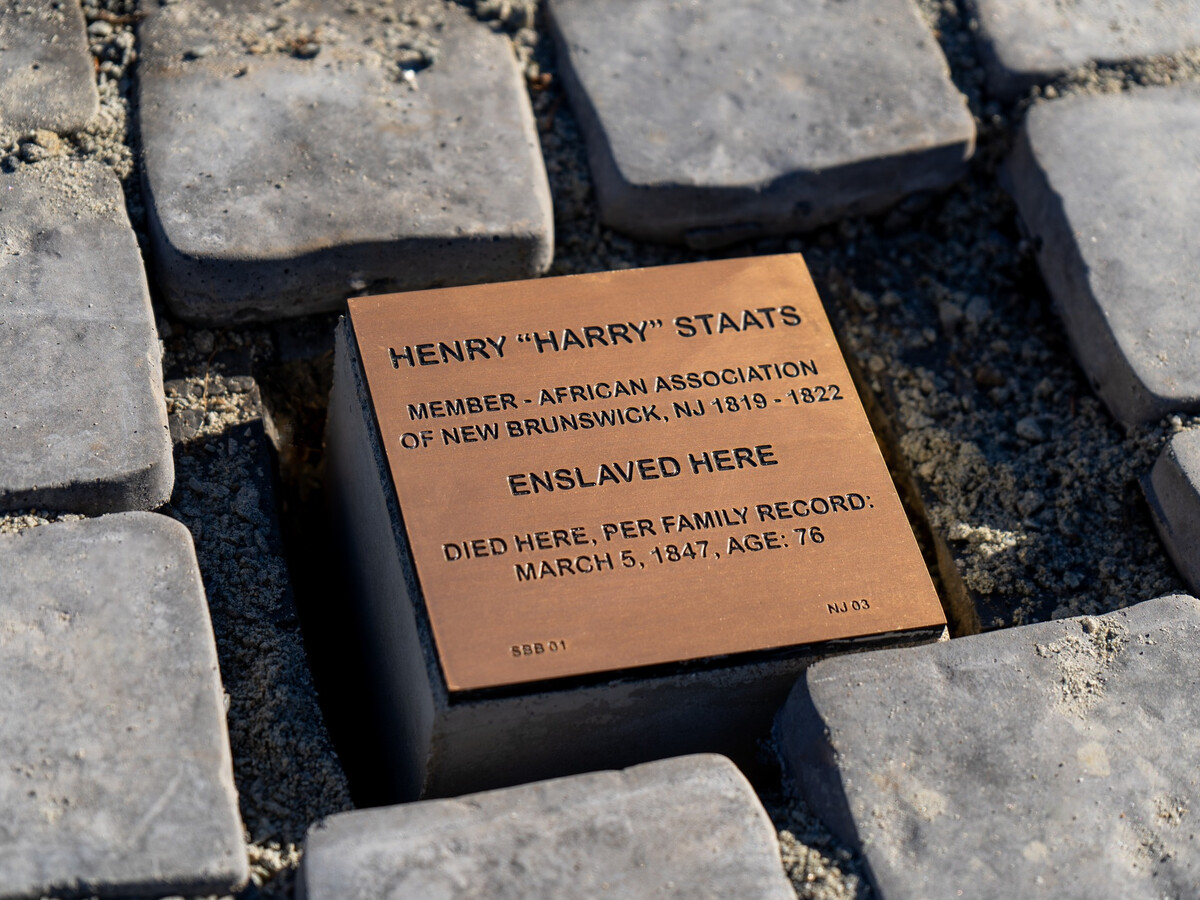 HENRY “HARRY” STAATS
MEMBER - AFRICAN ASSOCIATION
OF NEW BRUNSWICK, NJ 1819 - 1822
ENSLAVED HERE
DIED HERE, PER FAMILY RECORD:
MARCH 5, 1847, AGE: 76
NJ 03
SBB 01